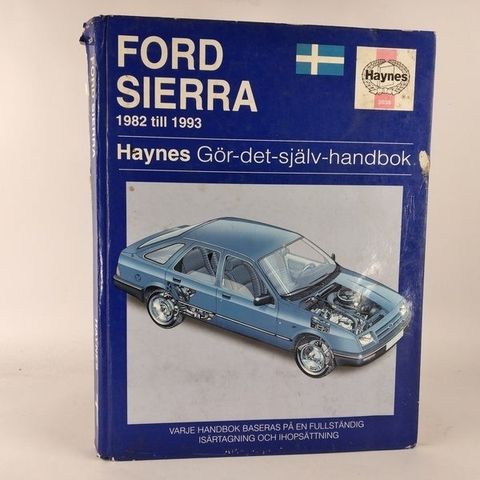 FORD
SIERRA
1982 till 1993
Haynes
Haynes Gör-det-själv-handbok
VARJE HANDBOK BASERAS PÅ EN FULLSTÄNDIG
ISÄRTAGNING OCH IHOPSÄTTNING
FORD SIERRA
HAYNES